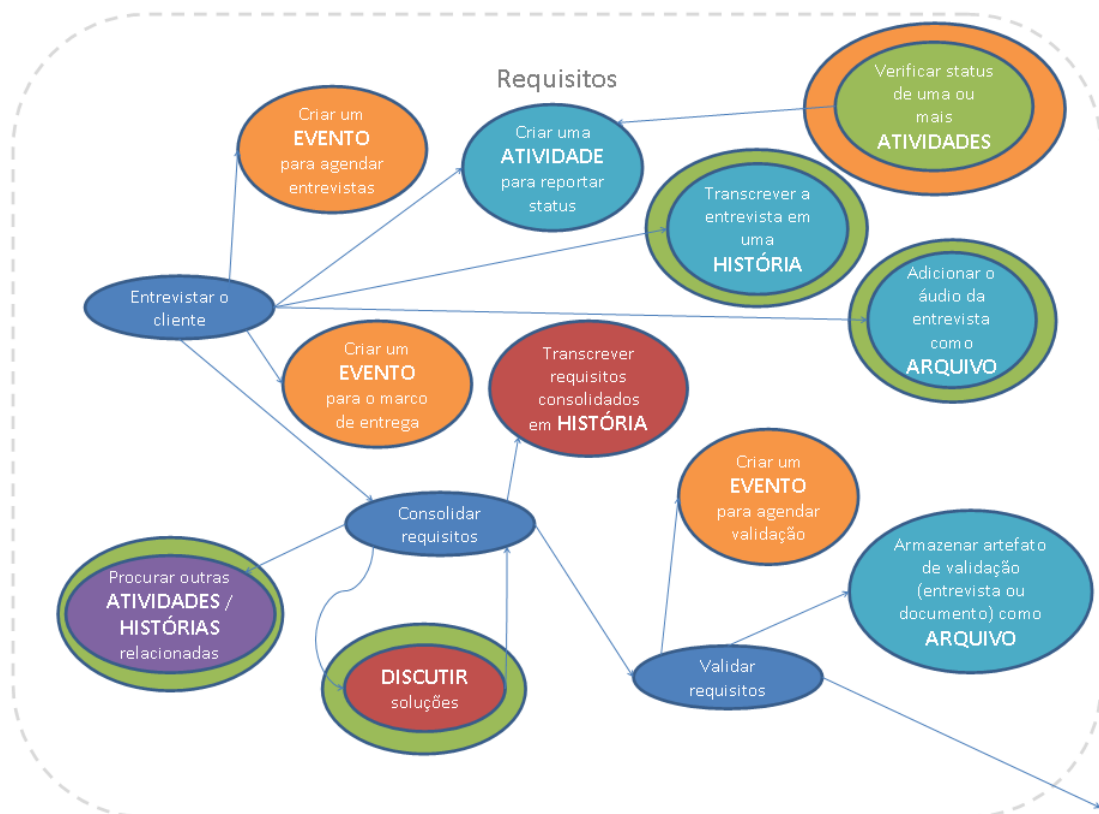 Requisitos
Verificar status
de uma ou
mais
ATIVIDADES
Criar um
EVENTO
para agendar
entrevistas
Criar uma
ATIVIDADE
para reportar
status
Transcrever a
entrevista em
uma
HISTÓRIA
Entrevistar o
cliente
Adicionar o
áudio da
entrevista
como
ARQUIVO
Criar um
EVENTO
para o marco
de entrega
Transcrever
requisitos
consolidados
em HISTÓRIA
Criar um
EVENTO
para agendar
validação
Consolidar
requisitos
Armazenar artefato
de validação
(entrevista ou
documento) como
ARQUIVO
Procurar outras
ATIVIDADES /
HISTÓRIAS
relacionadas
DISCUTIR
soluções
Validar
requisitos